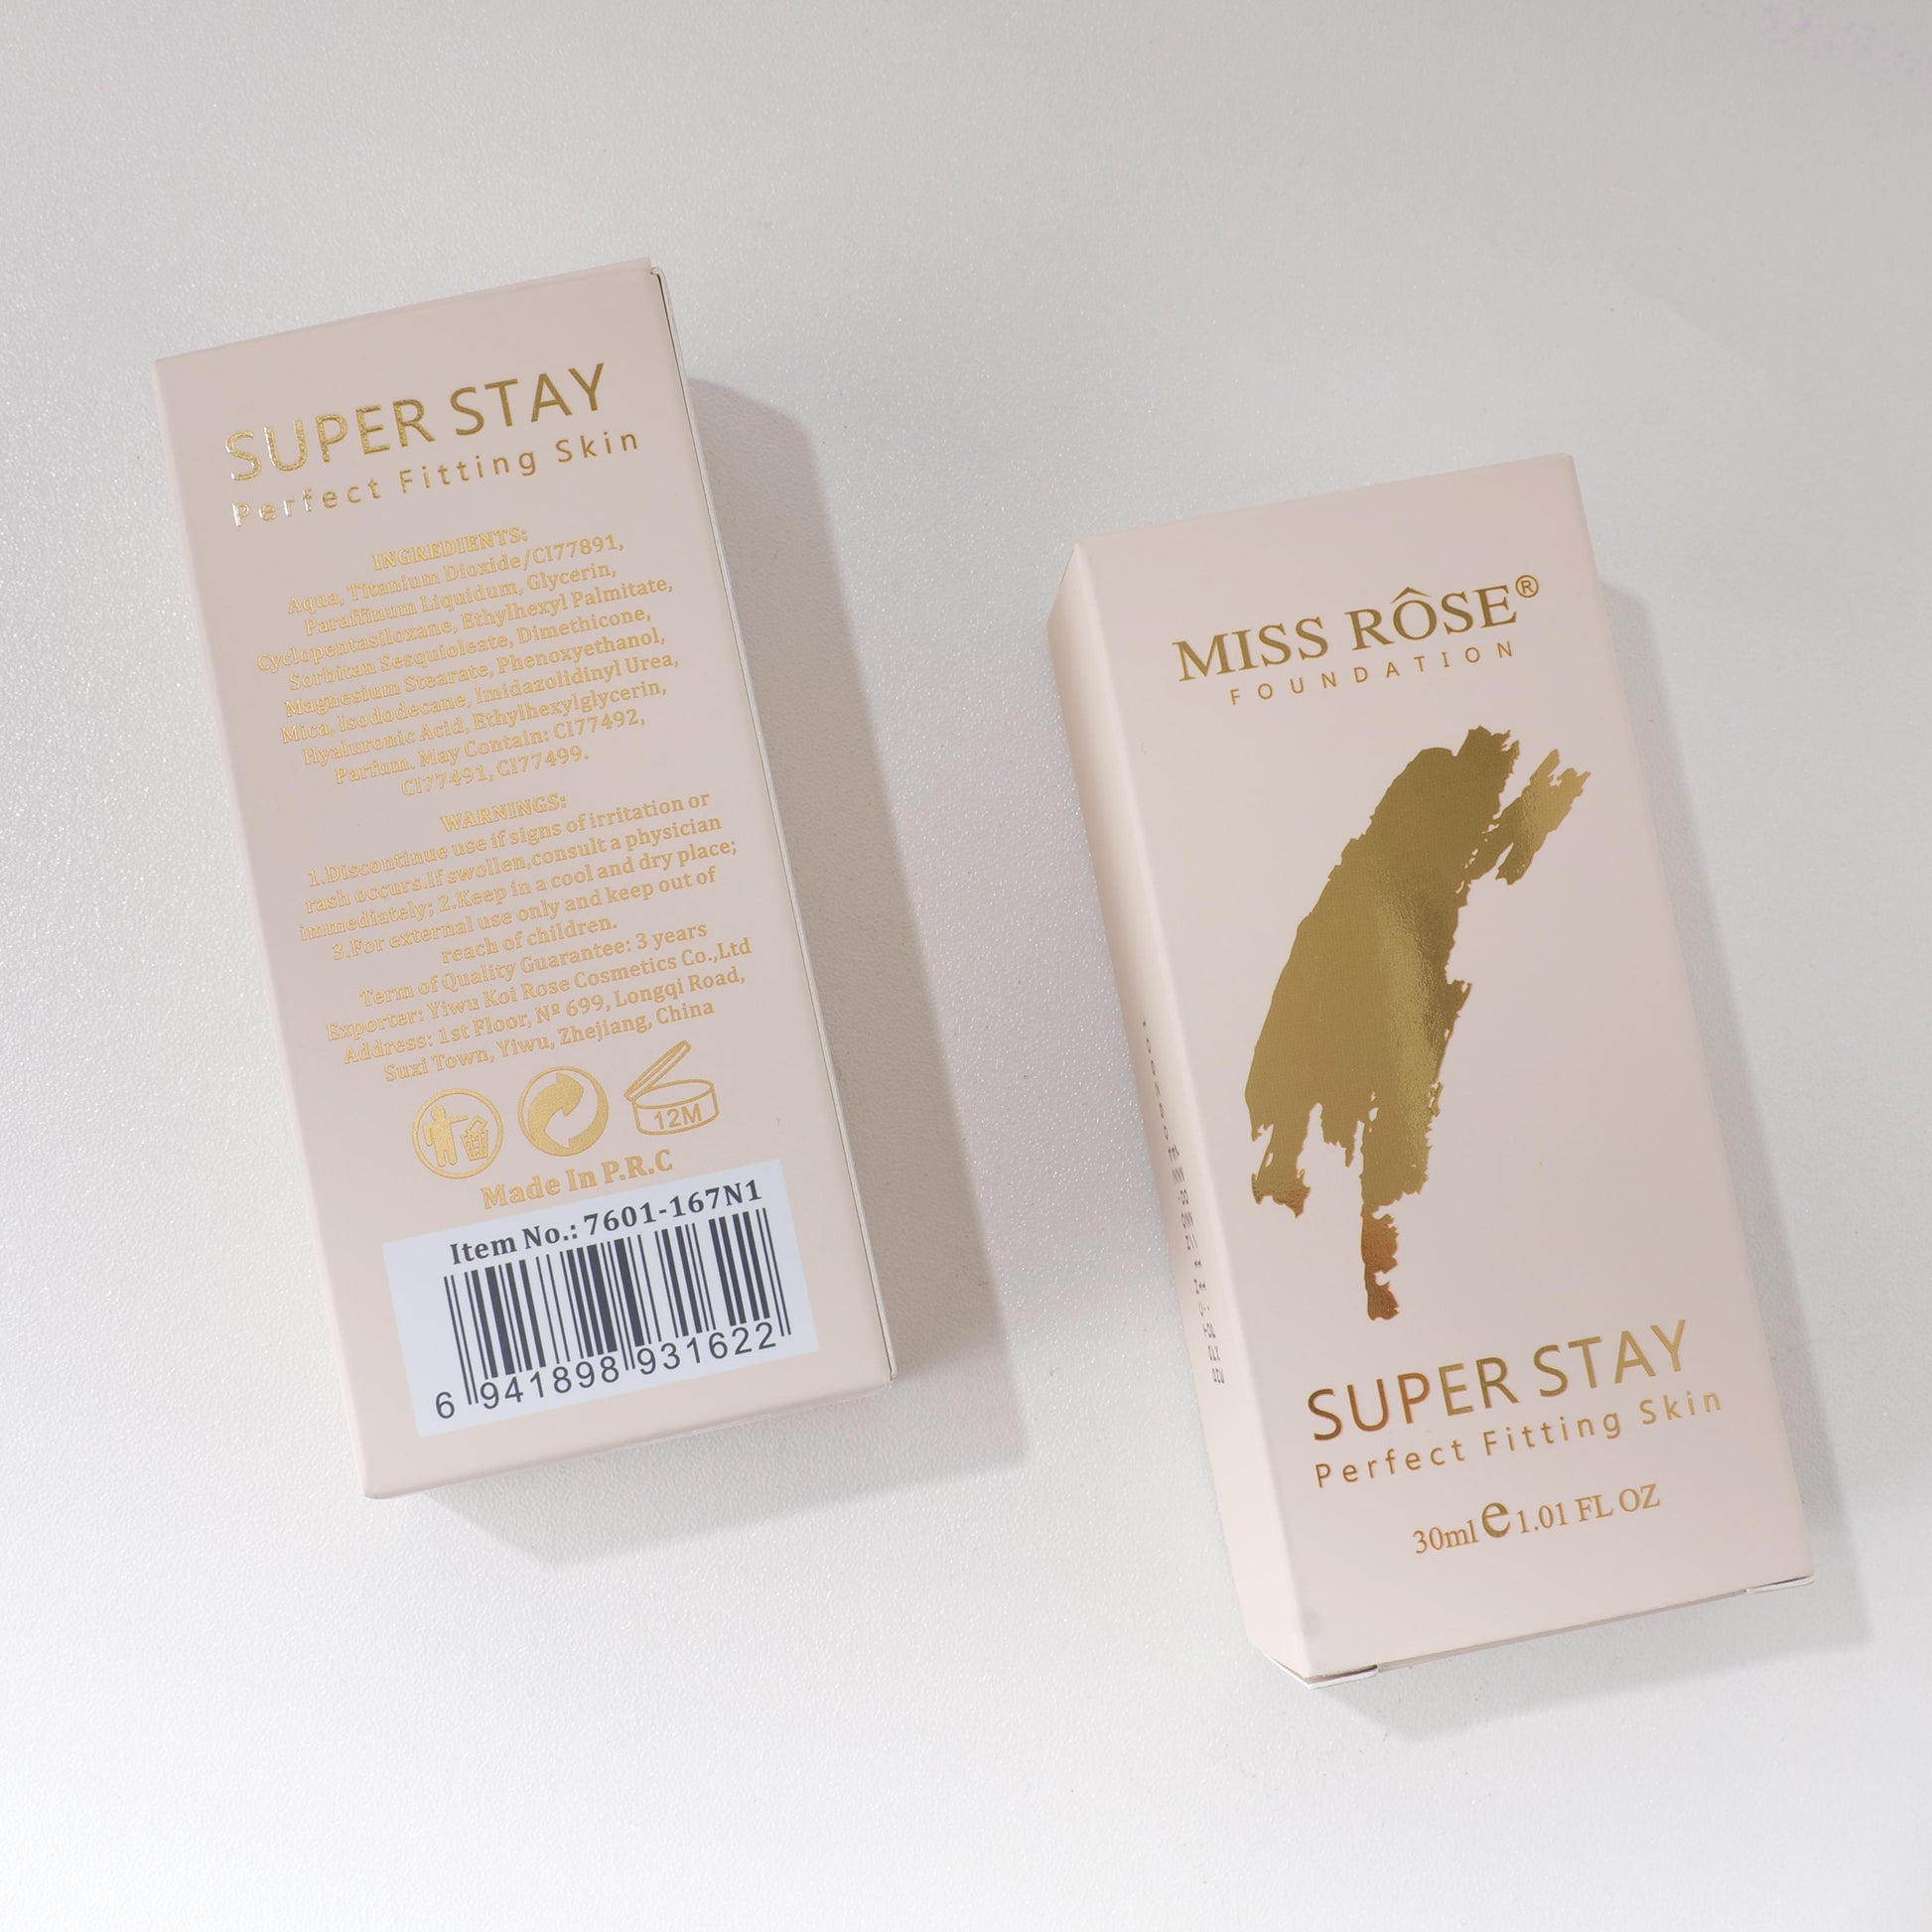 SUPER STAY
Perfect Fitting Skin
INGREDIENTS:
Aqua, Titanium Dioxide/CI77891,
Paraffinum Liquidum, Glycerin,
Cyclopentasiloxane, Ethylhexyl Palmitate,
Sorbitan Sesquioleate, Dimethicone,
Magnesium Stearate, Phenoxyethanol,
Mica, Isododecane, Imidazolidinyl Urea,
Hyaluronic Acid, Ethylhexylglycerin,
Parfum. May Contain: CI77492,
CI77491, CI77499.
WARNINGS:
1.Discontinue use if signs of irritation or
rash occurs.If swollen,consult a physician
immediately; 2.Keep in a cool and dry place;
3.For external use only and keep out of
reach of children.
Term of Quality Guarantee: 3 years
Exporter: Yiwu Koi Rose Cosmetics Co.,Ltd
Address: 1st Floor, Nº 699, Longqi Road,
Suxi Town, Yiwu, Zhejiang, China
12M
Made In P.R.C
Item No.: 7601-167N1
6 941898 931622
MISS RÔSE®
FOUNDATION
SUPER STAY
Perfect Fitting Skin
30ml e 1.01 FL OZ